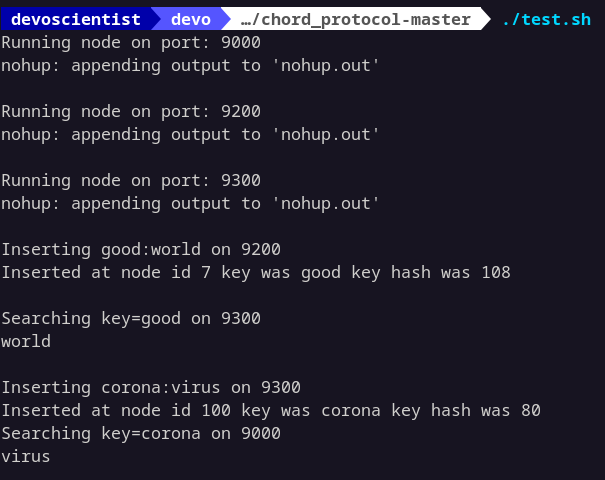 devoscientist devo …/chord_protocol-master ./test.sh
Running node on port: 9000
nohup: appending output to 'nohup.out'
Running node on port: 9200
nohup: appending output to 'nohup.out'
Running node on port: 9300
nohup: appending output to 'nohup.out'
Inserting good:world on 9200
Inserted at node id 7 key was good key hash was 108
Searching key=good on 9300
world
Inserting corona:virus on 9300
Inserted at node id 100 key was corona key hash was 80
Searching key=corona on 9000
virus